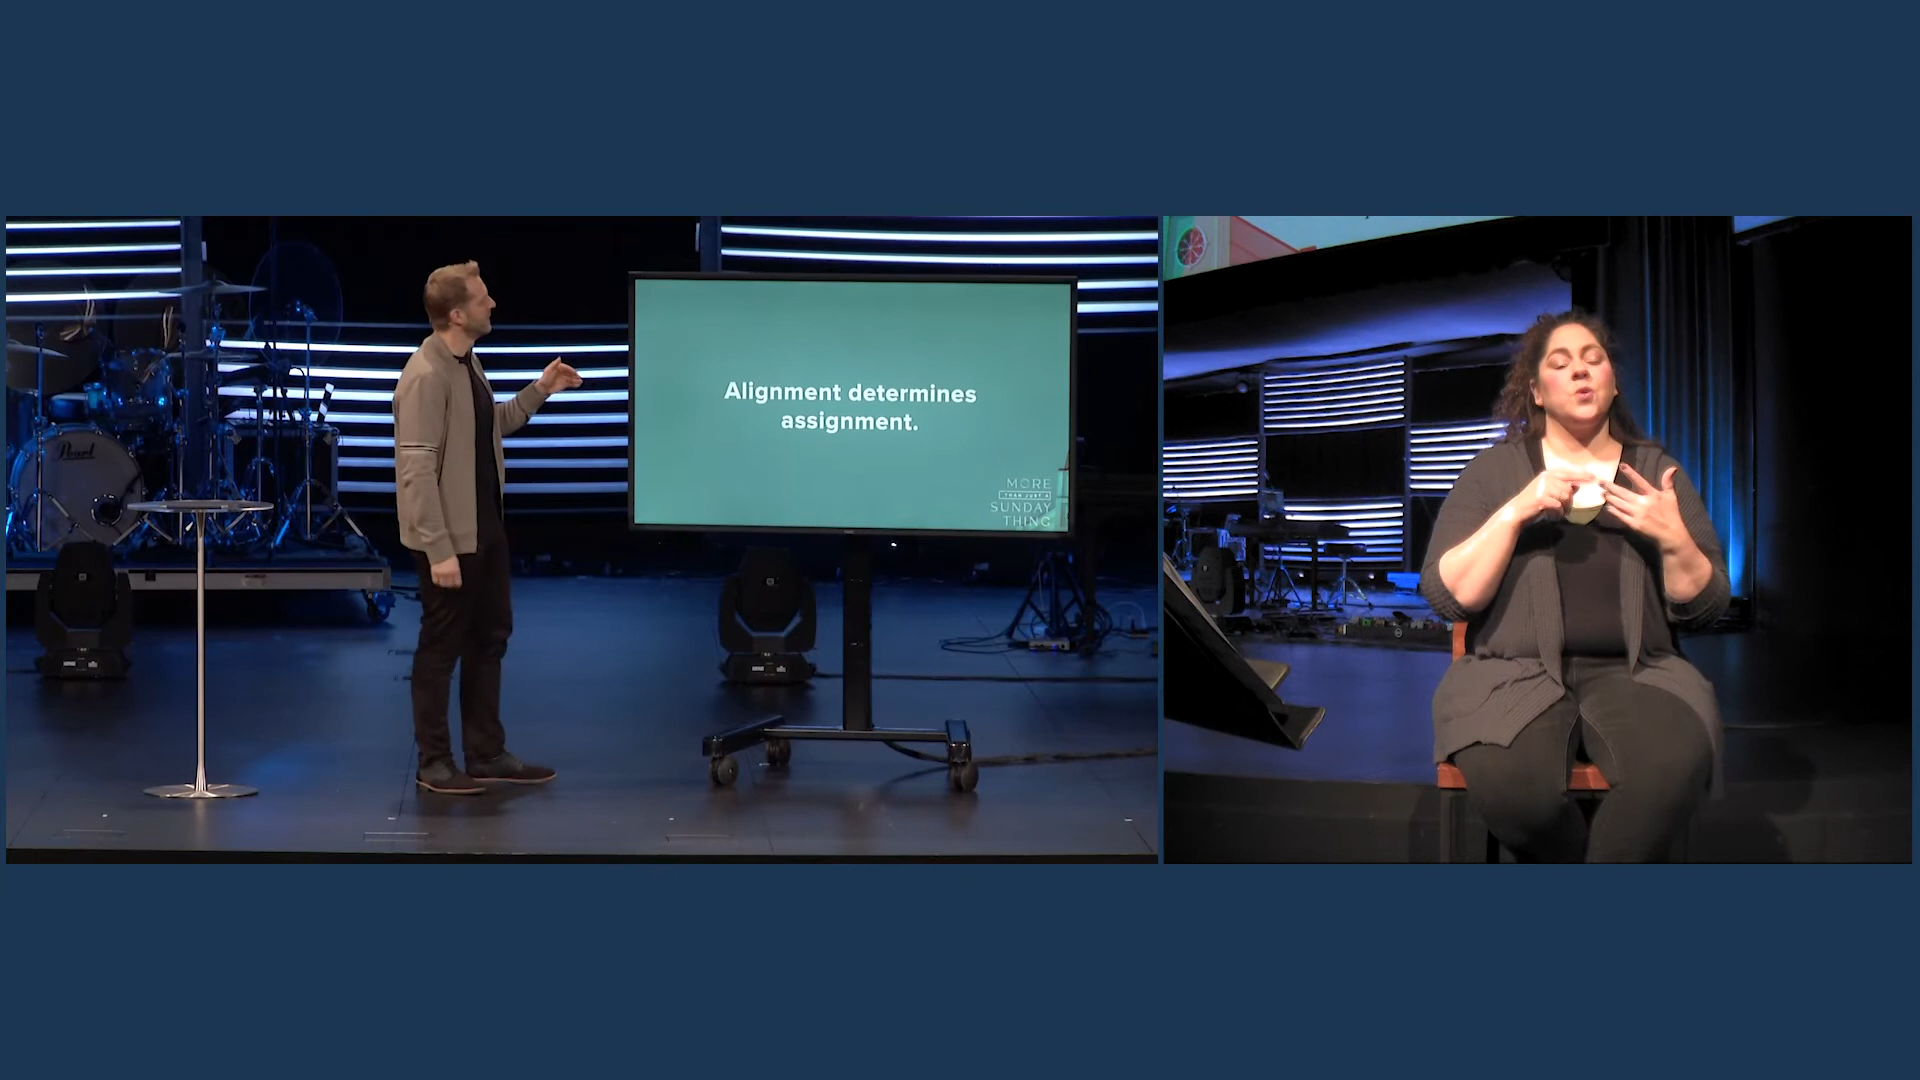 Pearl
Alignment determines
assignment.
MORE
THAN JUST A
SUNDAY
THING